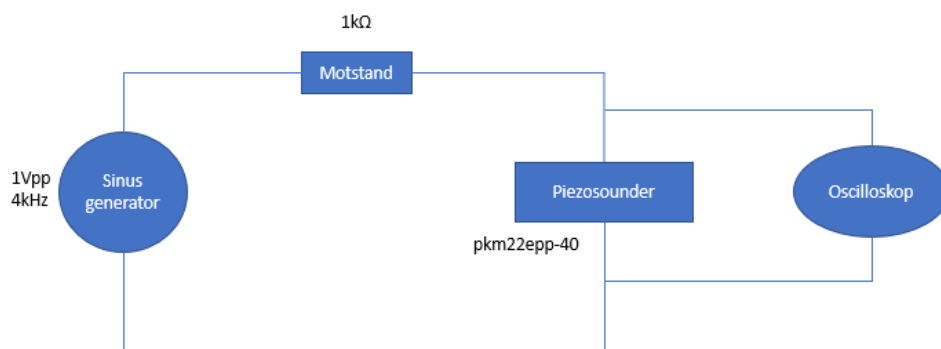 1kΩ
Motstand
1Vpp
4kHz
Sinus
generator
Piezosounder
Oscilloskop
pkm22epp-40